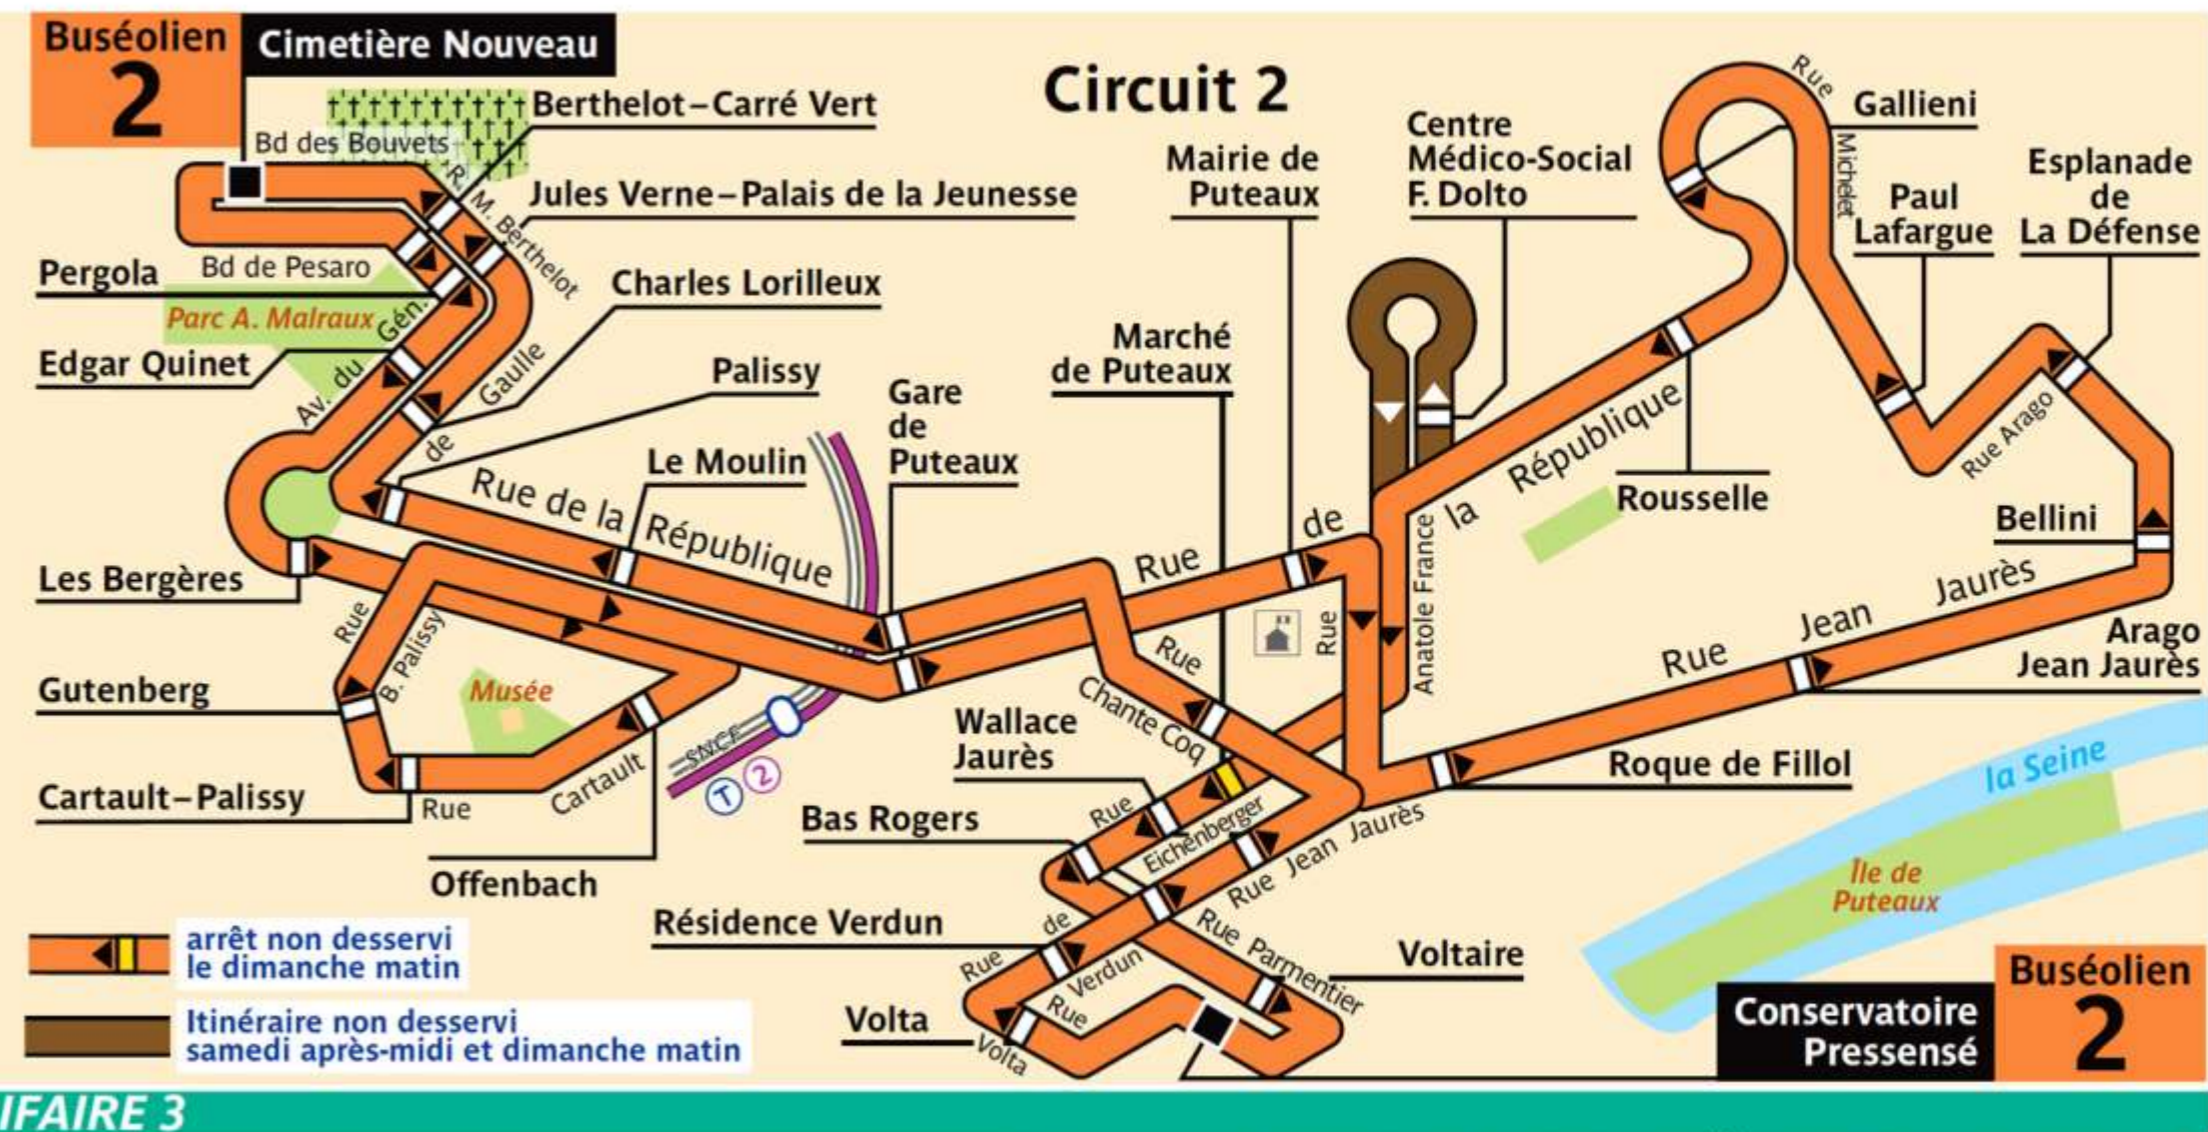 Buséolien
2
Cimetière Nouveau
Circuit 2
Berthelot–Carré Vert
Bd des Bouvets
R. M. Berthelot
Jules Verne–Palais de la Jeunesse
Pergola
Bd de Pesaro
Parc A. Malraux
Edgar Quinet
Av. du Gén. de Gaulle
Charles Lorilleux
Palissy
Le Moulin
Gare
de
Puteaux
Marché
de Puteaux
Mairie de
Puteaux
Centre
Médico-Social
F. Dolto
Rue Michelet
Gallieni
Paul
Lafargue
Esplanade
de
La Défense
Rue Arago
Rousselle
Bellini
Rue de la République
Rue de la République
Les Bergères
Rue B. Palissy
Gutenberg
Musée
Cartault–Palissy
Rue Cartault
Offenbach
SNCF
T 2
Rue Anatole France
Rue Chante Coq
Rue Jean Jaurès
Arago
Jean Jaurès
Roque de Fillol
la Seine
Île de
Puteaux
Wallace
Jaurès
Bas Rogers
Rue Eichenberger
Rue Jean Jaurès
Résidence Verdun
Rue de Verdun
Rue Parmentier
Voltaire
Volta
Rue Volta
arrêt non desservi
le dimanche matin
Itinéraire non desservi
samedi après-midi et dimanche matin
Conservatoire
Pressensé
Buséolien
2
IFAIRE 3